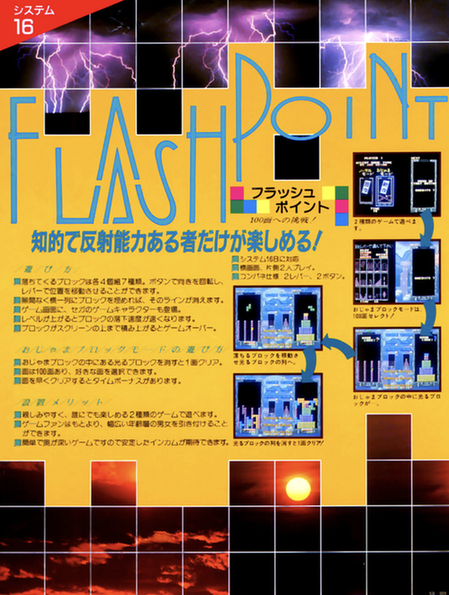 システム
16
FLASHPOINT
フラッシュ
ポイント
100面への挑戦!
知的で反射能力ある者だけが楽しめる!
システム16Bに対応
横画面、片側2人プレイ。
コンパネ仕様 2レバー、2ボタン。
遊び方
落ちてくるブロックは各4個組7種類。ボタンで向きを回転し、
レバーで位置を移動させることができます。
隙間なく横一列にブロックを埋めれば、そのラインが消えます。
ゲーム画面に、セガのゲームキャラクターも登場。
レベルが上がるとブロックの落下速度が速くなります。
ブロックがスクリーンの上まで積み上がるとゲームオーバー。
おじゃまブロックモードの遊び方
おじゃまブロックの中にある光るブロックを消すと1面クリア。
面は100面あり、好きな面を選択できます。
面を早くクリアするとタイムボーナスがあります。
設置メリット
親しみやすく、誰にでも楽しめる2種類のゲームで遊べます。
ゲームファンはもとより、幅広い年齢層の男女を引き付けること
ができます。
簡単で奥が深いゲームですので安定したインカムが期待できます。
2種類のゲームで遊べま
す。
おじゃまブロックモードは
100面セレクト!
おじゃまブロックの中に光るブ
ロックが…。
落ちるブロックを移動さ
せ光るブロックの列へ。
光るブロックの列を消すと1面クリア!